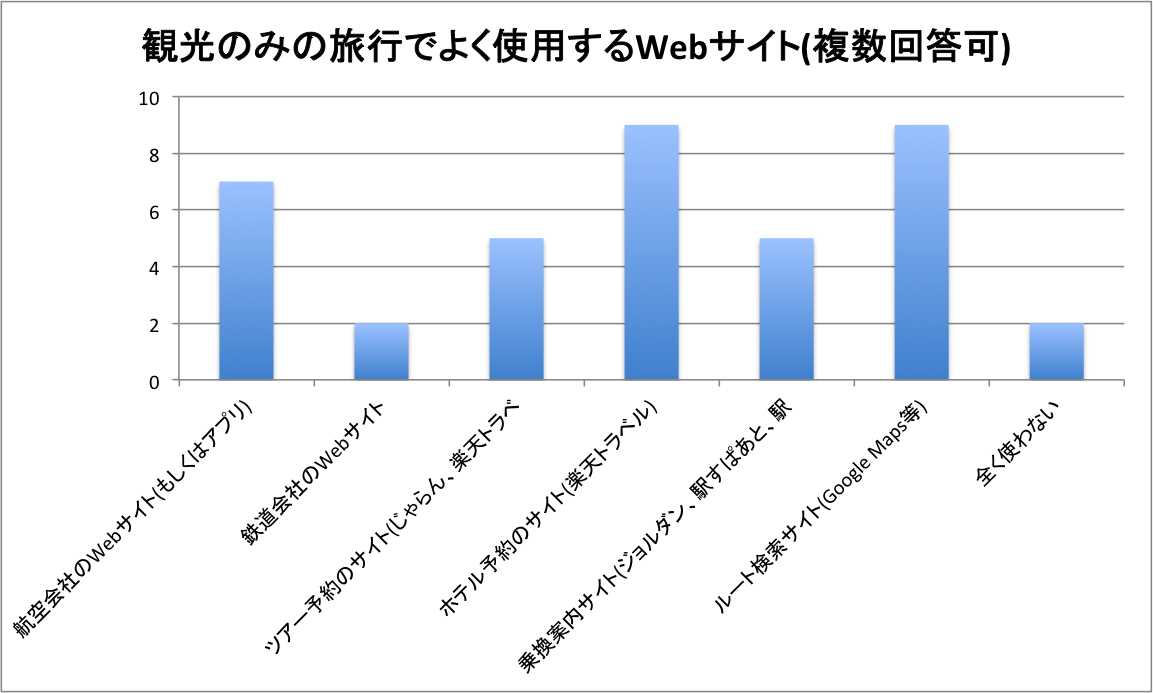 観光のみの旅行でよく使用するWebサイト(複数回答可)
10
8
6
4
2
0
航空会社のWebサイト(もしくはアプリ)
鉄道会社のWebサイト
ツアー予約のサイト(じゃらん、楽天トラベ
ホテル予約のサイト(楽天トラベル)
乗換案内サイト(ジョルダン、駅すぱあと、駅
ルート検索サイト(Google Maps等)
全く使わない